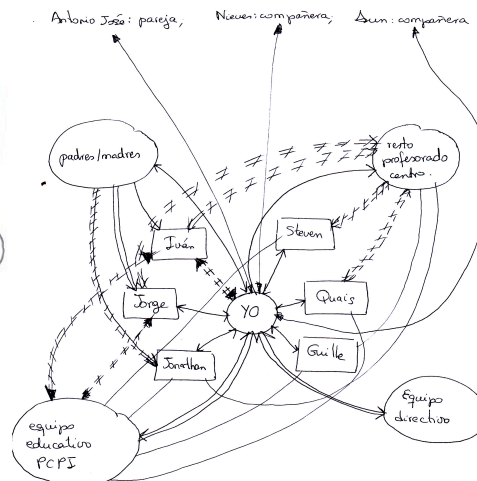 Antonio José: pareja, Nieves: compañera, Asun: compañera
padres/madres
resto
profesorado
centro.
Iván
Steven
Jorge
YO
Quais
Jonathan
Guille
equipo
educativo
PCPI
Equipo
directivo